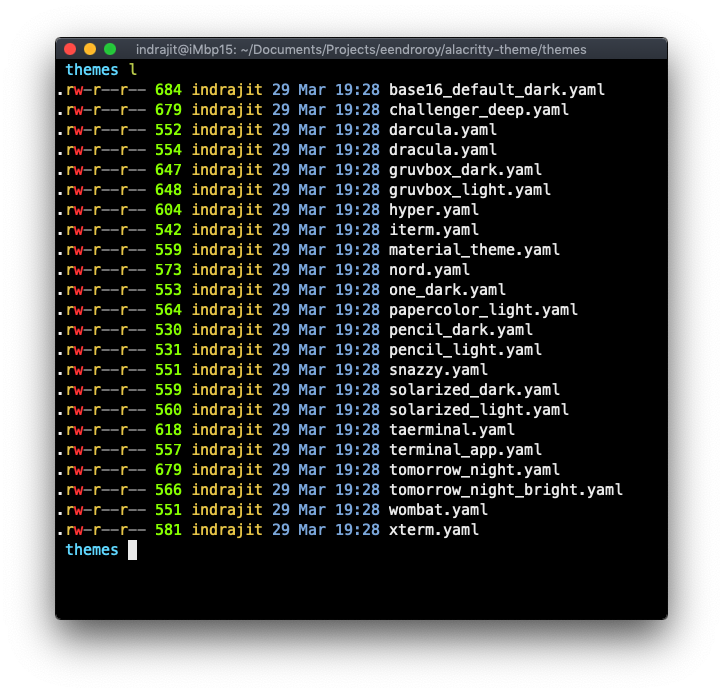 indrajit@iMbp15: ~/Documents/Projects/eendroroy/alacritty-theme/themes
themes l
.rw-r--r-- 684 indrajit 29 Mar 19:28 base16_default_dark.yaml
.rw-r--r-- 679 indrajit 29 Mar 19:28 challenger_deep.yaml
.rw-r--r-- 552 indrajit 29 Mar 19:28 darcula.yaml
.rw-r--r-- 554 indrajit 29 Mar 19:28 dracula.yaml
.rw-r--r-- 647 indrajit 29 Mar 19:28 gruvbox_dark.yaml
.rw-r--r-- 648 indrajit 29 Mar 19:28 gruvbox_light.yaml
.rw-r--r-- 604 indrajit 29 Mar 19:28 hyper.yaml
.rw-r--r-- 542 indrajit 29 Mar 19:28 iterm.yaml
.rw-r--r-- 559 indrajit 29 Mar 19:28 material_theme.yaml
.rw-r--r-- 573 indrajit 29 Mar 19:28 nord.yaml
.rw-r--r-- 553 indrajit 29 Mar 19:28 one_dark.yaml
.rw-r--r-- 564 indrajit 29 Mar 19:28 papercolor_light.yaml
.rw-r--r-- 530 indrajit 29 Mar 19:28 pencil_dark.yaml
.rw-r--r-- 531 indrajit 29 Mar 19:28 pencil_light.yaml
.rw-r--r-- 551 indrajit 29 Mar 19:28 snazzy.yaml
.rw-r--r-- 559 indrajit 29 Mar 19:28 solarized_dark.yaml
.rw-r--r-- 560 indrajit 29 Mar 19:28 solarized_light.yaml
.rw-r--r-- 618 indrajit 29 Mar 19:28 taerminal.yaml
.rw-r--r-- 557 indrajit 29 Mar 19:28 terminal_app.yaml
.rw-r--r-- 679 indrajit 29 Mar 19:28 tomorrow_night.yaml
.rw-r--r-- 566 indrajit 29 Mar 19:28 tomorrow_night_bright.yaml
.rw-r--r-- 551 indrajit 29 Mar 19:28 wombat.yaml
.rw-r--r-- 581 indrajit 29 Mar 19:28 xterm.yaml
themes